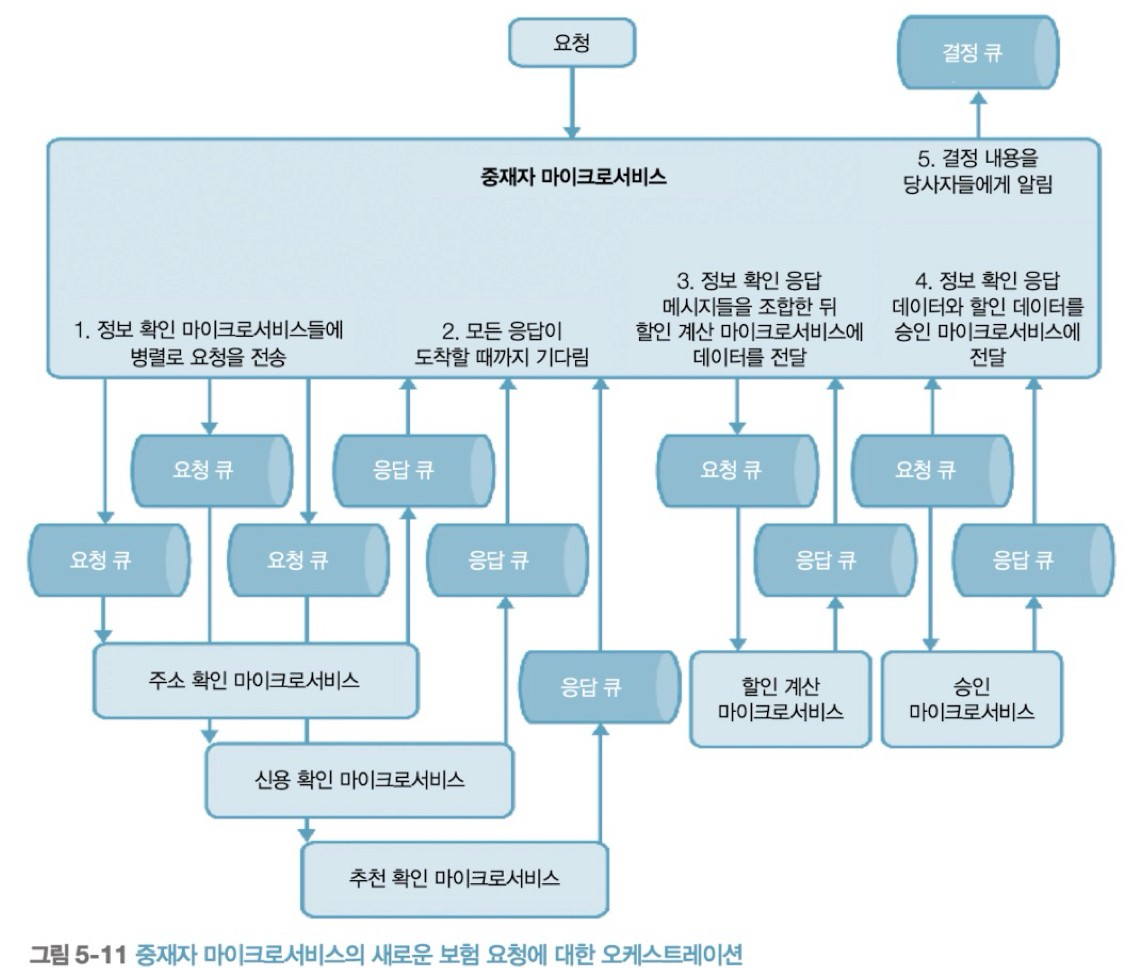 요청
결정 큐
중재자 마이크로서비스
5. 결정 내용을
당사자들에게 알림
1. 정보 확인 마이크로서비스들에
병렬로 요청을 전송
2. 모든 응답이
도착할 때까지 기다림
3. 정보 확인 응답
메시지들을 조합한 뒤
할인 계산 마이크로서비스에
데이터를 전달
4. 정보 확인 응답
데이터와 할인 데이터를
승인 마이크로서비스에
전달
요청 큐
응답 큐
요청 큐
요청 큐
요청 큐
요청 큐
응답 큐
응답 큐
응답 큐
주소 확인 마이크로서비스
응답 큐
할인 계산
마이크로서비스
승인
마이크로서비스
신용 확인 마이크로서비스
추천 확인 마이크로서비스
그림 5-11 중재자 마이크로서비스의 새로운 보험 요청에 대한 오케스트레이션